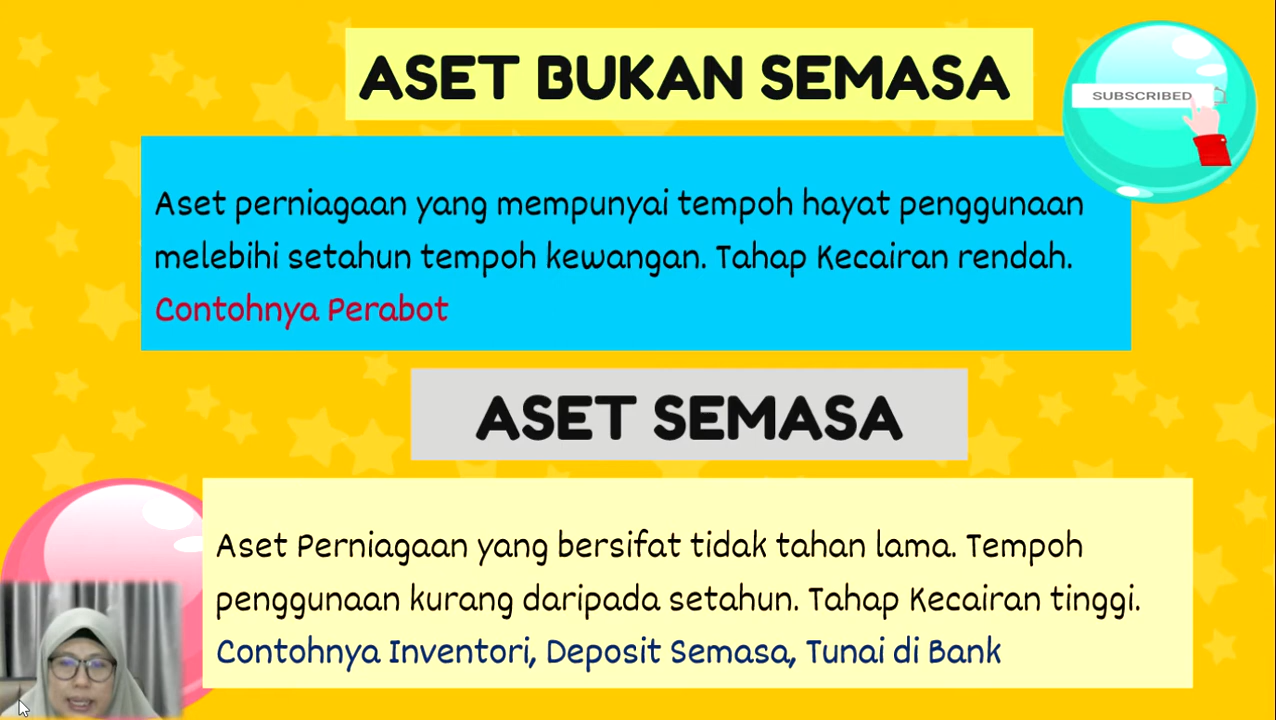 ASET BUKAN SEMASA
SUBSCRIBED
Aset perniagaan yang mempunyai tempoh hayat penggunaan
melebihi setahun tempoh kewangan. Tahap Kecairan rendah.
Contohnya Perabot
ASET SEMASA
Aset Perniagaan yang bersifat tidak tahan lama. Tempoh
penggunaan kurang daripada setahun. Tahap Kecairan tinggi.
Contohnya Inventori, Deposit Semasa, Tunai di Bank